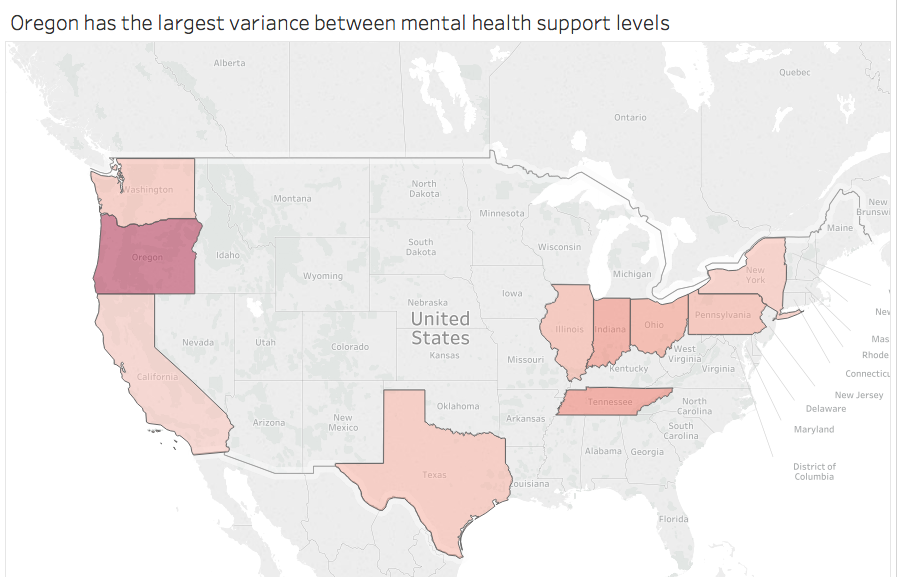 Oregon has the largest variance between mental health support levels
Alberta
Quebec
Ontario
Washington
Montana
North
Dakota
Minnesota
New
Brunsw
Maine
Oregon
Idaho
South
Dakota
Wisconsin
Michigan
Wyoming
New
York
Iowa
Nebraska
United
States
Illinois
Indiana
Ohio
Pennsylvania
Nevada
Utah
Colorado
Kansas
Missouri
Kentucky
West
Virginia
Virginia
New
Mas
Rhode
Connecticu
New Jersey
Delaware
Maryland
District of
Columbia
California
Arizona
New
Mexico
Oklahoma
Arkansas
Tennessee
North
Carolina
South
Carolina
Alabama
Georgia
Texas
Louisiana
Florida